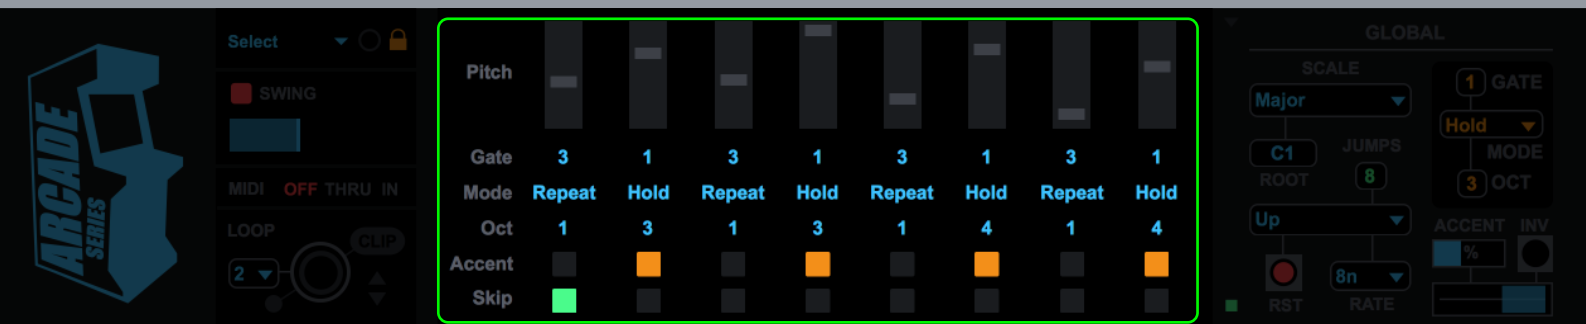 ARCADE
SERIES
Select
SWING
MIDI OFF THRU IN
LOOP
CLIP
2
Pitch
Gate 3 1 3 1 3 1 3 1
Mode Repeat Hold Repeat Hold Repeat Hold Repeat Hold
Oct 1 3 1 3 1 4 1 4
Accent
Skip
GLOBAL
SCALE
Major
C1
ROOT
JUMPS
8
Up
RST
8n
RATE
1 GATE
Hold
MODE
3 OCT
ACCENT INV
%